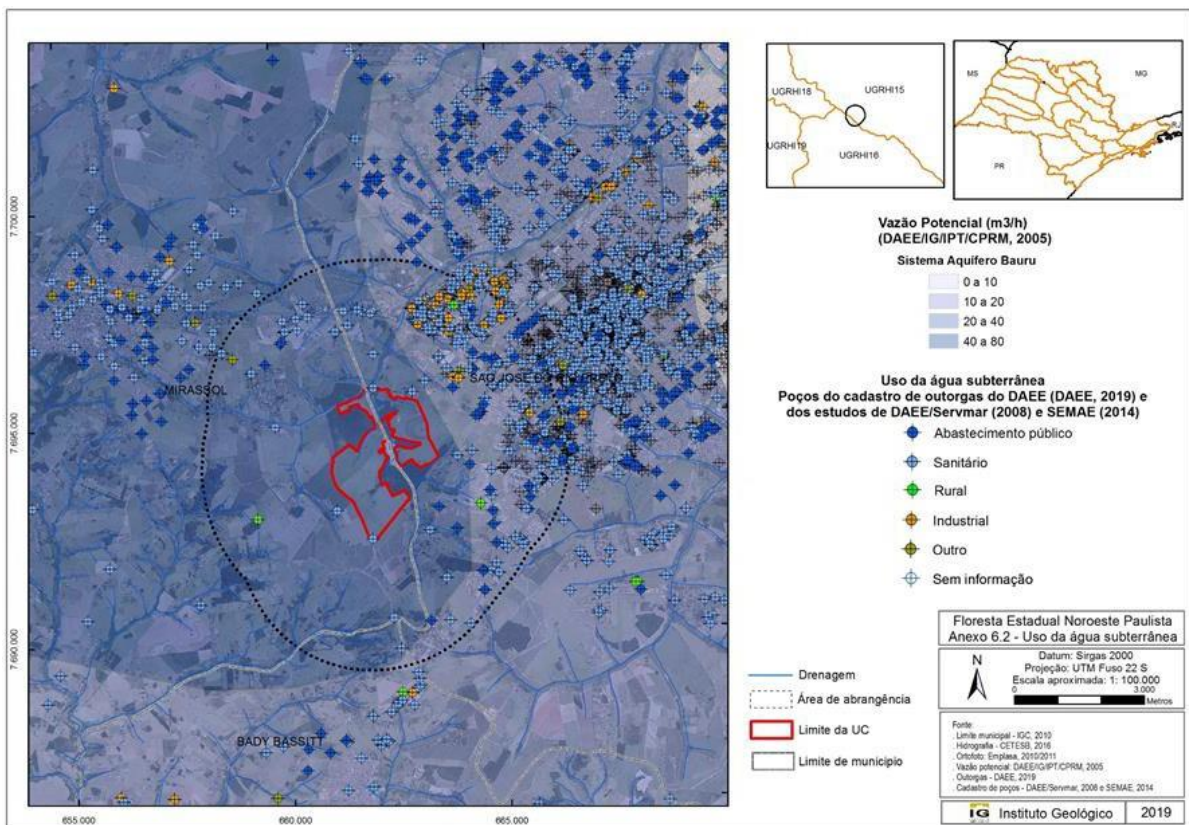 7.700.000
7.695.000
7.690.000
655.000
660.000
665.000
MIRASSOL
BADY BASSITT
UGRHI18
UGRHI15
UGRHI19
UGRHI16
MS
MG
PR
Vazão Potencial (m3/h)
(DAEE/IG/IPT/CPRM, 2005)
Sistema Aquífero Bauru
0 a 10
10 a 20
20 a 40
40 a 80
Uso da água subterrânea
Poços do cadastro de outorgas do DAEE (DAEE, 2019) e
dos estudos de DAEE/Servmar (2008) e SEMAE (2014)
Abastecimento público
Sanitário
Rural
Industrial
Outro
Sem informação
Drenagem
Área de abrangência
Limite da UC
Limite de município
Floresta Estadual Noroeste Paulista
Anexo 6.2 - Uso da água subterrânea
N
Datum: Sirgas 2000
Projeção: UTM Fuso 22 S
Escala aproximada: 1: 100.000
0 3.000
Metros
Fonte:
. Limite municipal - IGC, 2010
. Hidrografia - CETESB, 2016
. Ortofoto: Emplasa, 2010/2011
. Vazão potencial: DAEE/IG/IPT/CPRM, 2005
. Outorgas - DAEE, 2019
. Cadastro de poços - DAEE/Servmar, 2008 e SEMAE, 2014
IG Instituto Geológico 2019